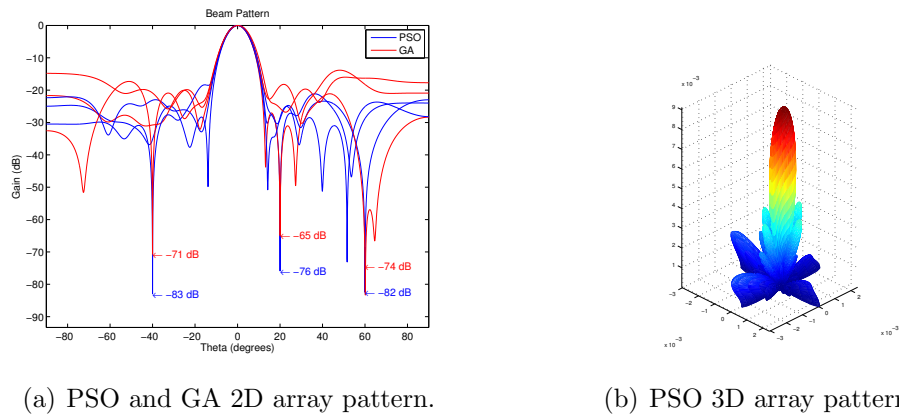 Beam Pattern
0
−10
−20
−30
−40
−50
−60
−70
−80
−90
Gain (dB)
PSO
GA
−71 dB
−83 dB
−65 dB
−76 dB
−74 dB
−82 dB
−80 −60 −40 −20 0 20 40 60 80
Theta (degrees)
x 10⁻³
9
8
7
6
5
4
3
2
1
−3 −2 −1 0 1 2
−3 −2 −1 0 1 2
x 10⁻³
x 10⁻³
(a) PSO and GA 2D array pattern.
(b) PSO 3D array patter